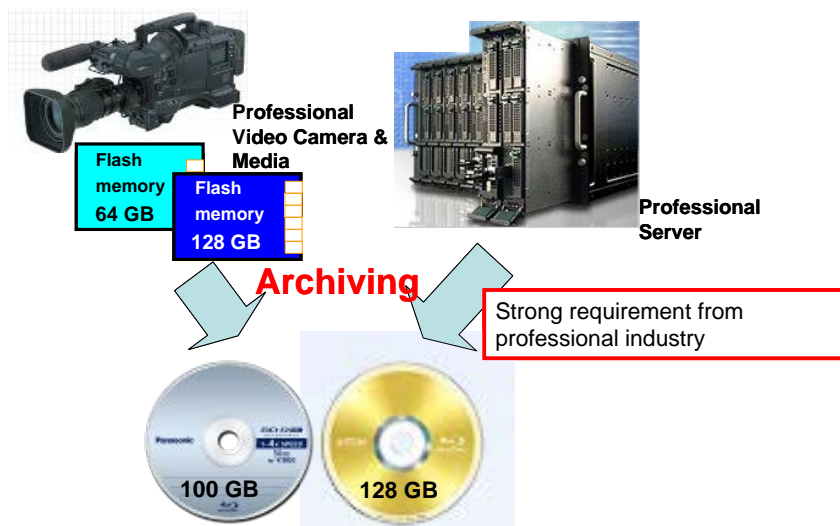 Professional
Video Camera &
Media
Flash
memory
64 GB
Flash
memory
128 GB
Professional
Server
Archiving
Strong requirement from
professional industry
Panasonic
100 GB
128 GB